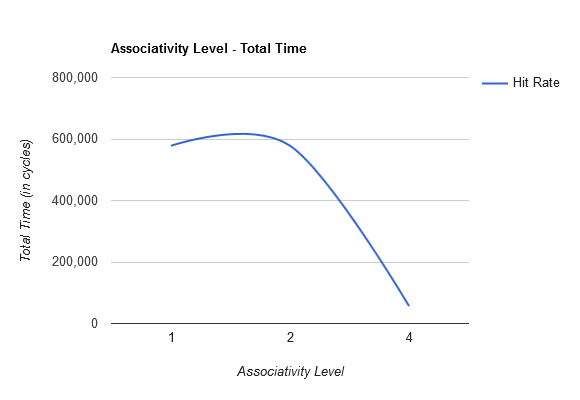 Associativity Level - Total Time
Hit Rate
800,000
600,000
400,000
200,000
0
Total Time (in cycles)
1 2 4
Associativity Level